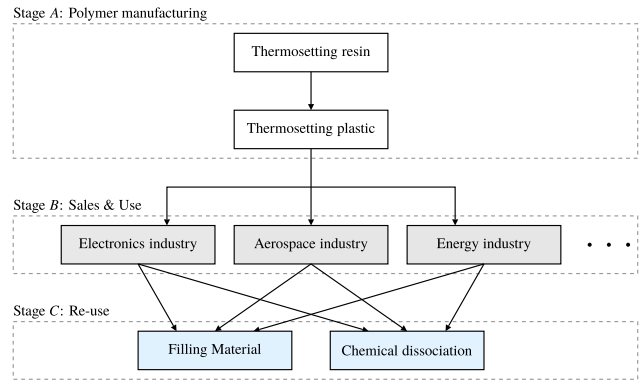 Stage A: Polymer manufacturing
Thermosetting resin
Thermosetting plastic
Stage B: Sales & Use
Electronics industry
Aerospace industry
Energy industry
• • •
Stage C: Re-use
Filling Material
Chemical dissociation